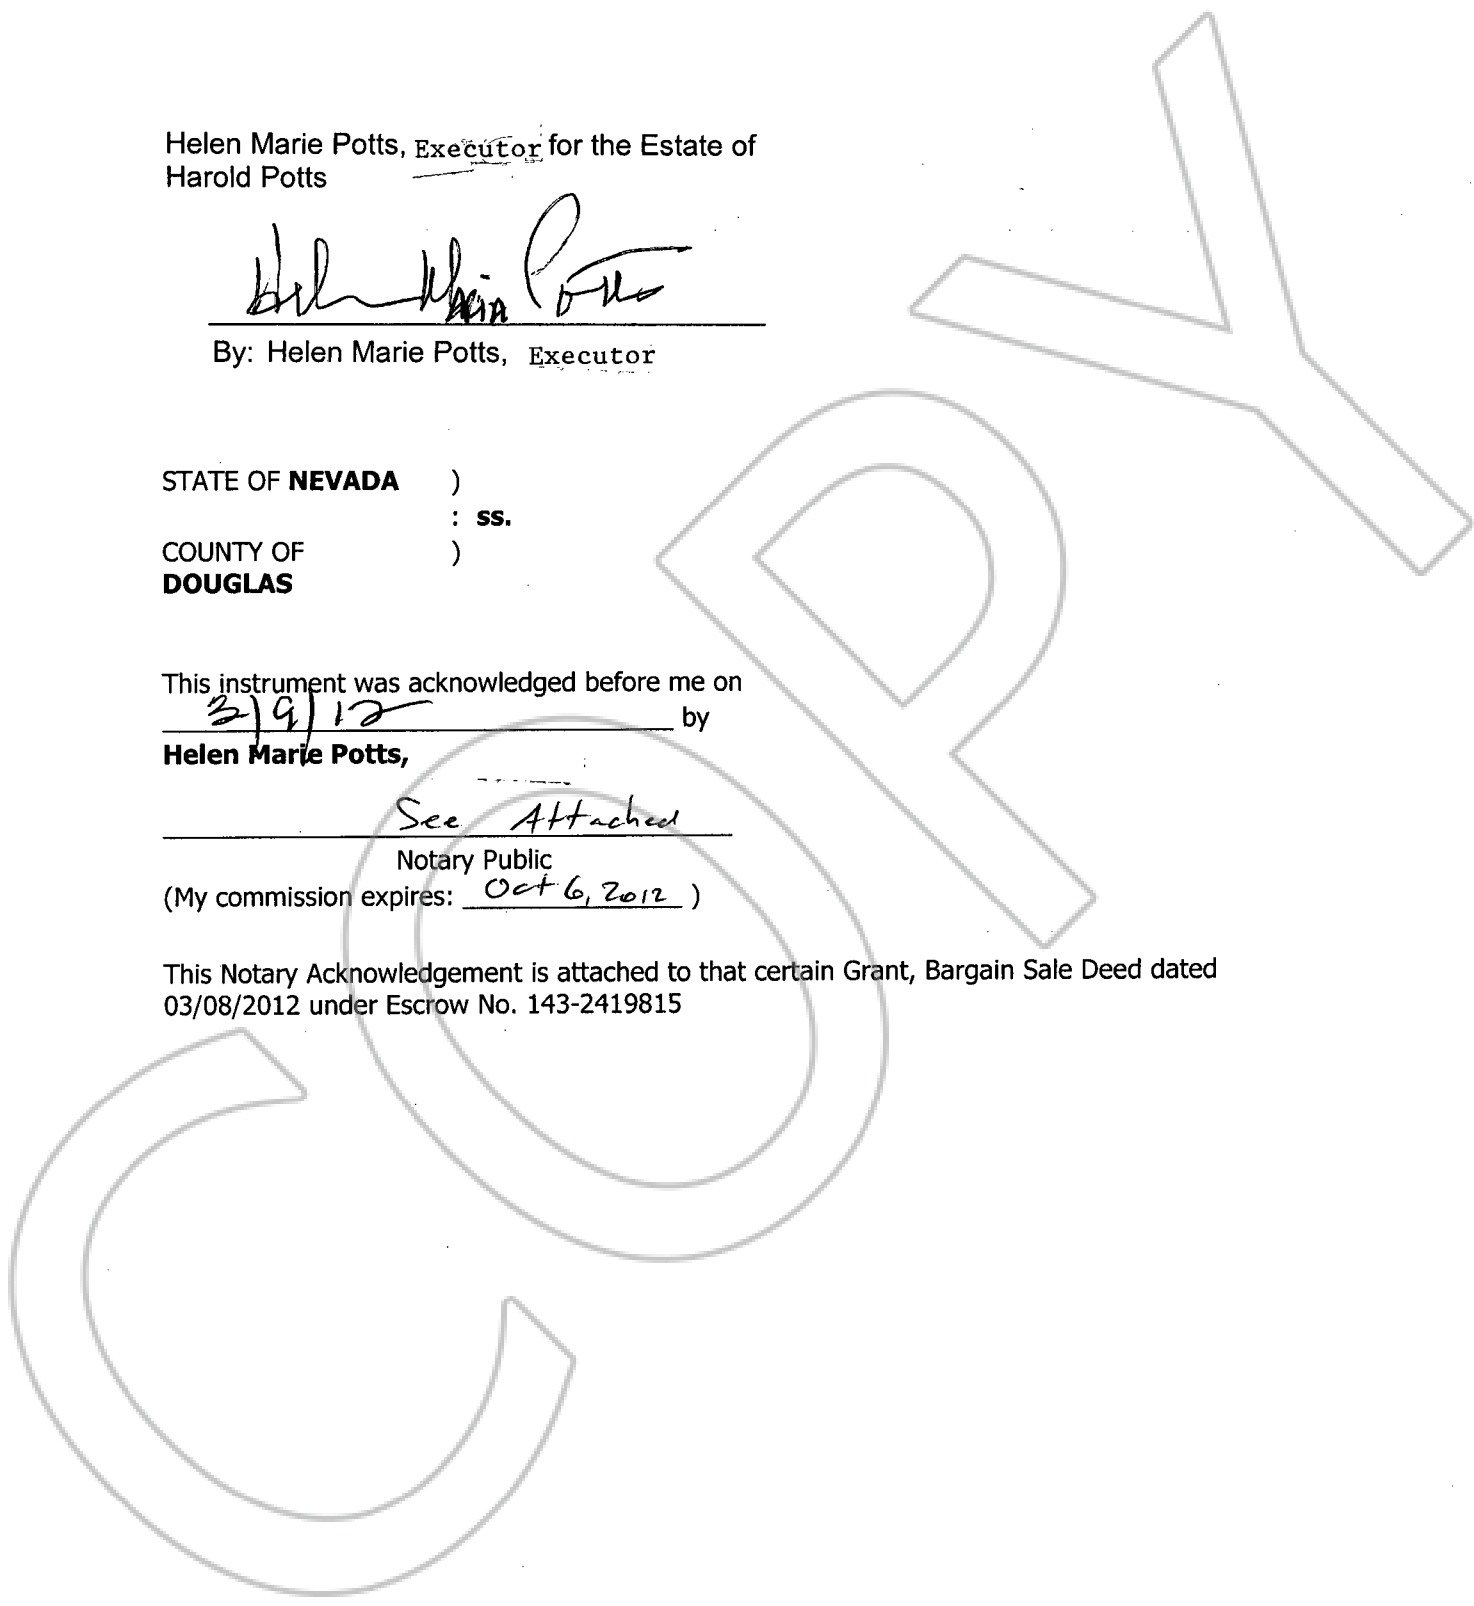 Helen Marie Potts, Executor for the Estate of
Harold Potts
Helen Marie Potts
By: Helen Marie Potts, Executor
STATE OF NEVADA )
: ss.
COUNTY OF )
DOUGLAS
This instrument was acknowledged before me on
3/9/12 by
Helen Marie Potts,
See Attached
Notary Public
(My commission expires: Oct 6, 2012 )
This Notary Acknowledgement is attached to that certain Grant, Bargain Sale Deed dated
03/08/2012 under Escrow No. 143-2419815
COPY